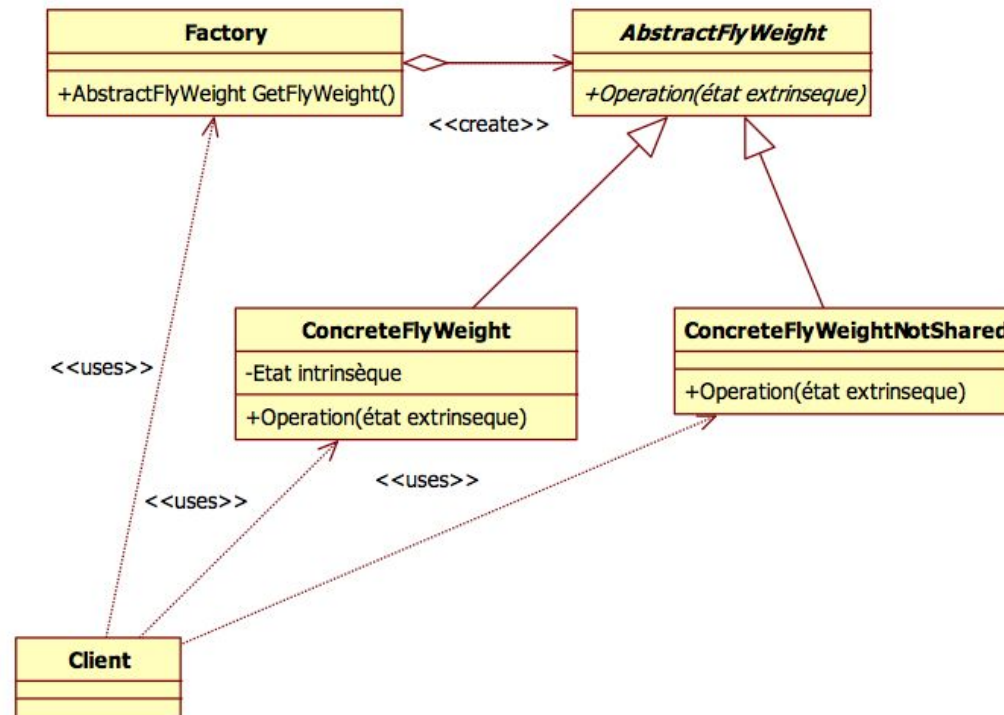 Factory
+AbstractFlyWeight GetFlyWeight()
AbstractFlyWeight
+Operation(état extrinseque)
<<create>>
ConcreteFlyWeight
-Etat intrinsèque
+Operation(état extrinseque)
ConcreteFlyWeightNotShared
+Operation(état extrinseque)
<<uses>>
<<uses>>
<<uses>>
Client